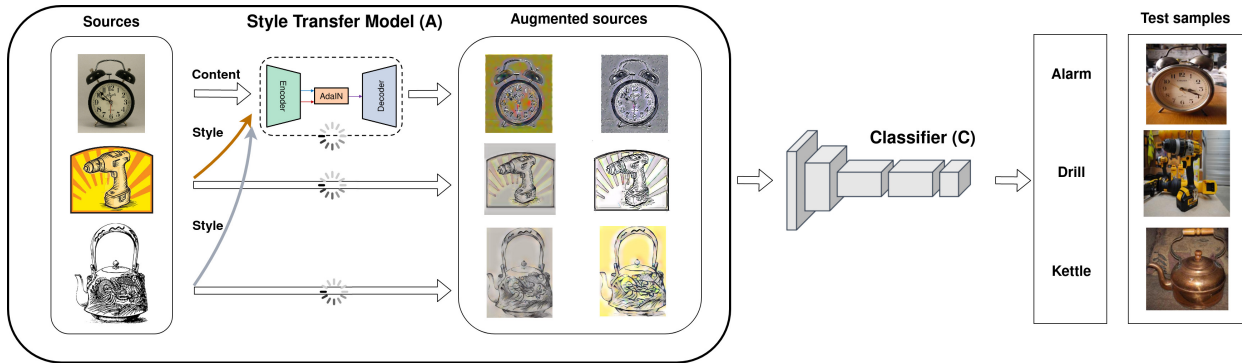 Sources
Style Transfer Model (A)
Augmented sources
Test samples
Content
Encoder
AdaIN
Decoder
Style
Style
Classifier (C)
Alarm
Drill
Kettle